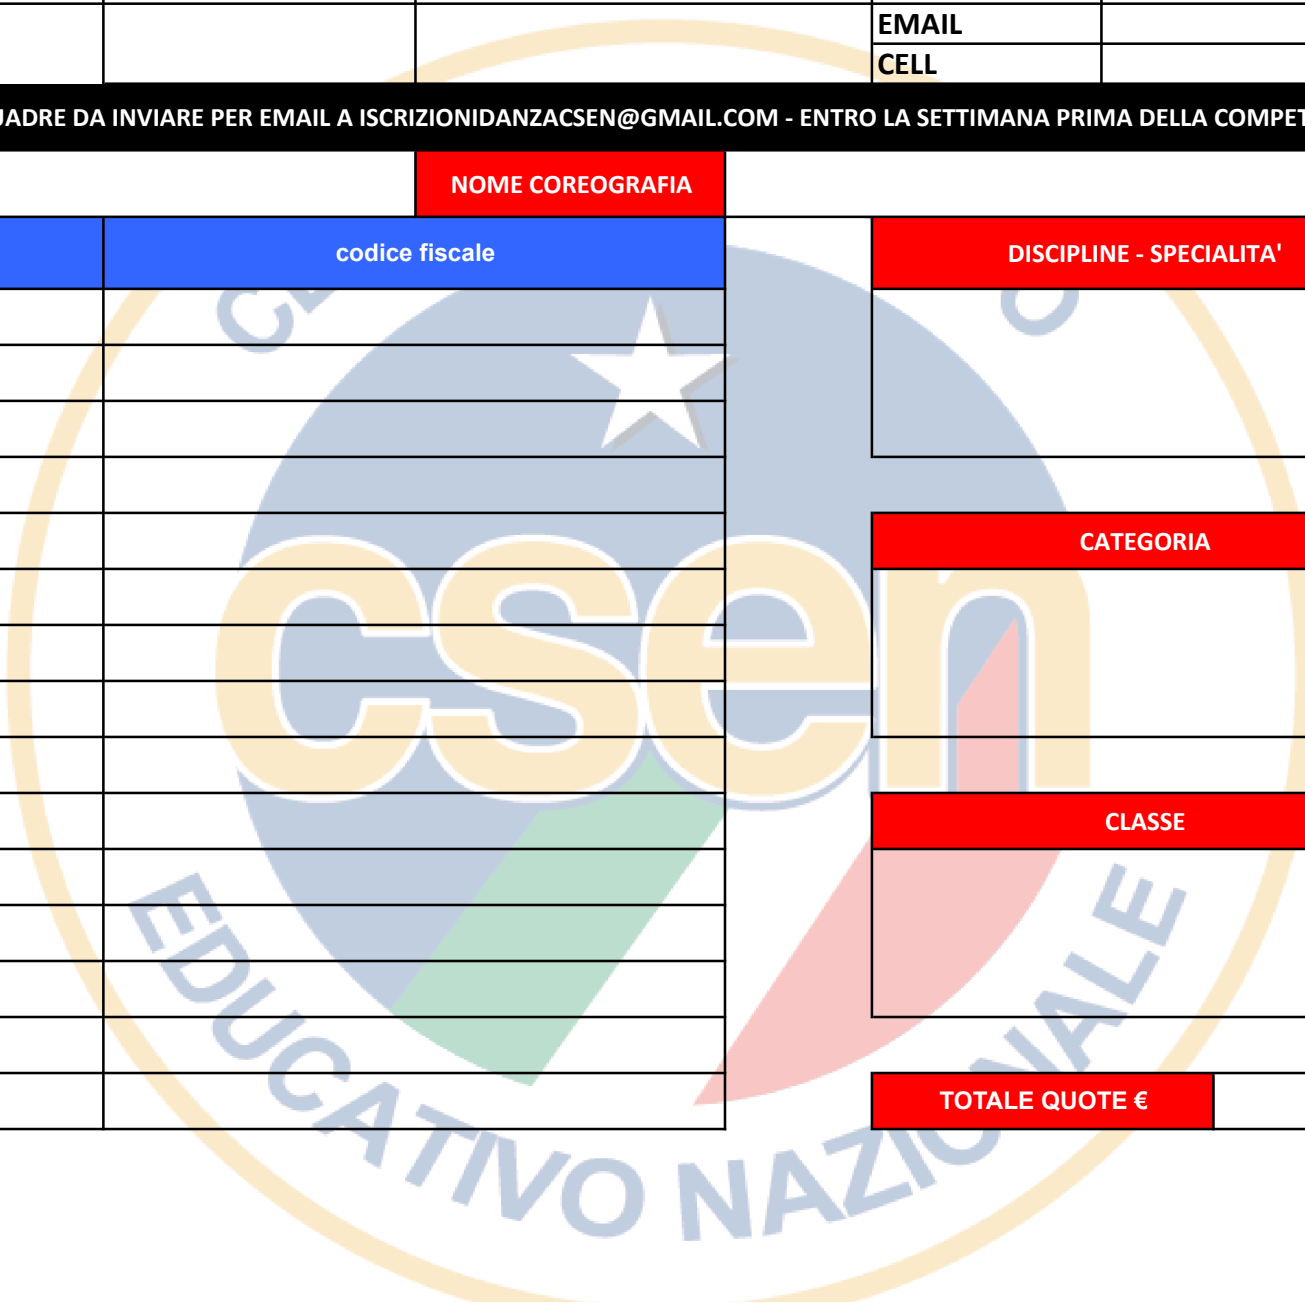 EMAIL
CELL
UADRE DA INVIARE PER EMAIL A ISCRIZIONIDANZACSEN@GMAIL.COM - ENTRO LA SETTIMANA PRIMA DELLA COMPET
NOME COREOGRAFIA
codice fiscale
DISCIPLINE - SPECIALITA'
CATEGORIA
csen
CLASSE
TOTALE QUOTE €
EDUCATIVO NAZIONALE